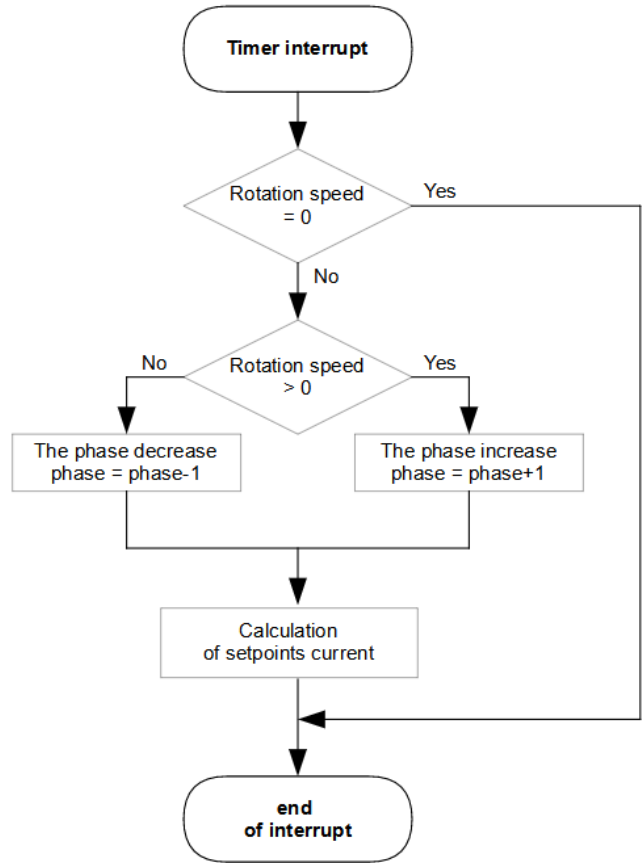 Timer interrupt
Rotation speed
= 0
Yes
No
Rotation speed
> 0
No
Yes
The phase decrease
phase = phase-1
The phase increase
phase = phase+1
Calculation
of setpoints current
end
of interrupt